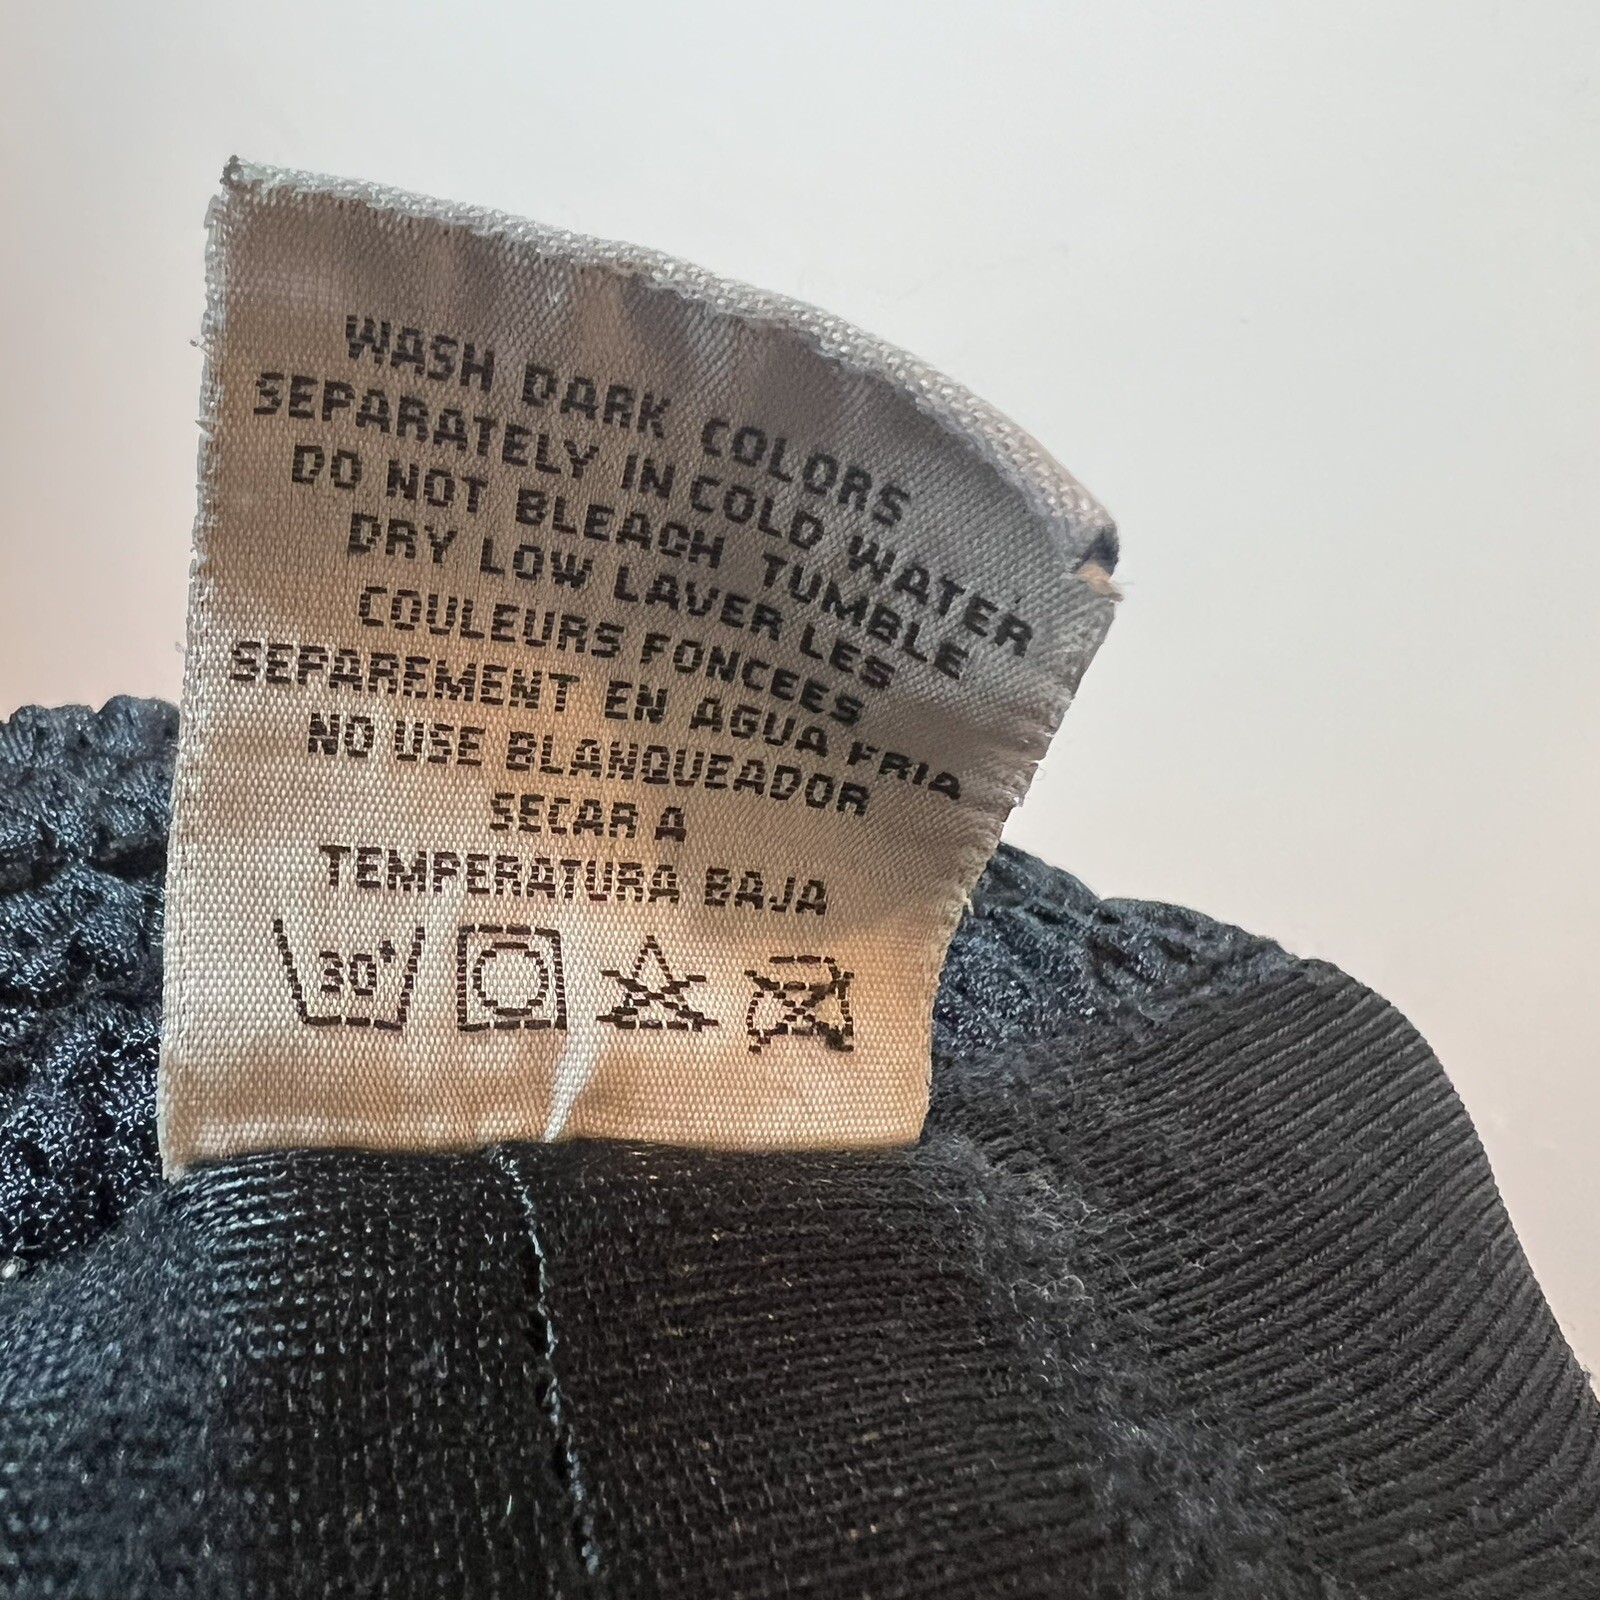 WASH DARK COLORS
SEPARATELY IN COLD WATER
DO NOT BLEACH TUMBLE
DRY LOW LAVER LES
COULEURS FONCEES
SEPAREMENT EN AGUA FRIA
NO USE BLANQUEADOR
SECAR A
TEMPERATURA BAJA
30°